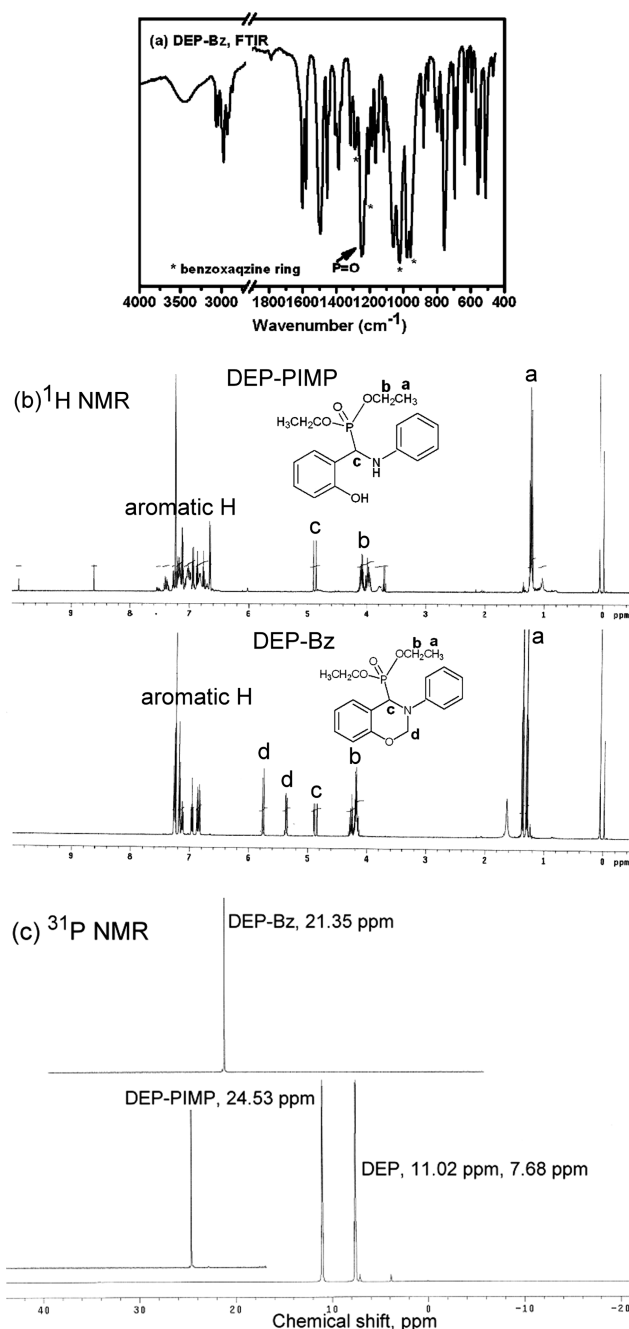 (a) DEP-Bz, FTIR
*
*
P=O
*
*
* benzoxaqzine ring
4000 3500 3000 1800 1600 1400 1200 1000 800 600 400
Wavenumber (cm-1)
(b)1H NMR
DEP-PIMP
a
b a
O OCH2CH3
H3CH2CO P
c N
H
OH
aromatic H
c
b
9 8 7 6 5 4 3 2 1 0 ppm
DEP-Bz
a
b a
O OCH2CH3
H3CH2CO P
c N
d
O
aromatic H
d
d
c
b
9 8 7 6 5 4 3 2 1 0 ppm
(c) 31P NMR
DEP-Bz, 21.35 ppm
DEP-PIMP, 24.53 ppm
DEP, 11.02 ppm, 7.68 ppm
40 30 20 10 0 -10 -20
Chemical shift, ppm